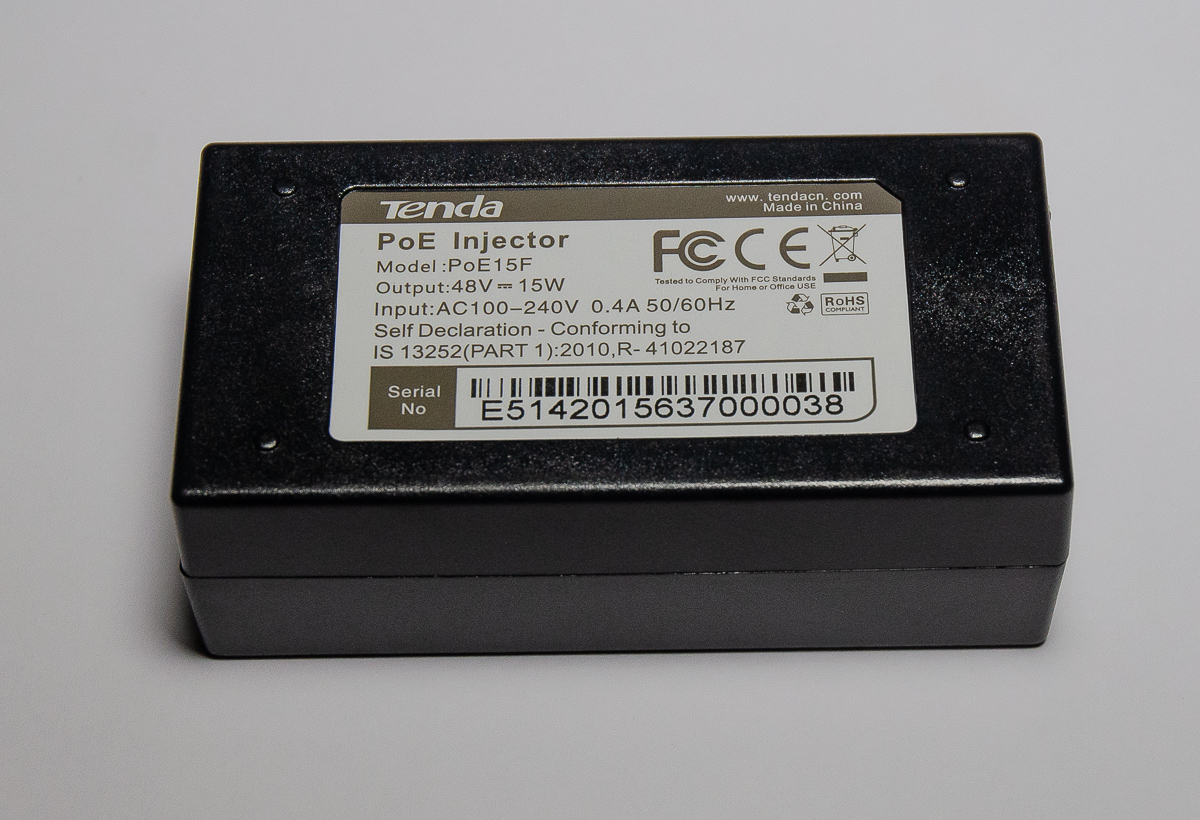 Tenda
www. tendacn. com
Made in China
PoE Injector
Model :PoE15F
Output:48V⎓15W
Input:AC100–240V 0.4A 50/60Hz
Self Declaration - Conforming to
IS 13252(PART 1):2010,R- 41022187
FC CE
Tested to Comply With FCC Standards
For Home or Office USE
RoHS
COMPLIANT
Serial
No
E5142015637000038